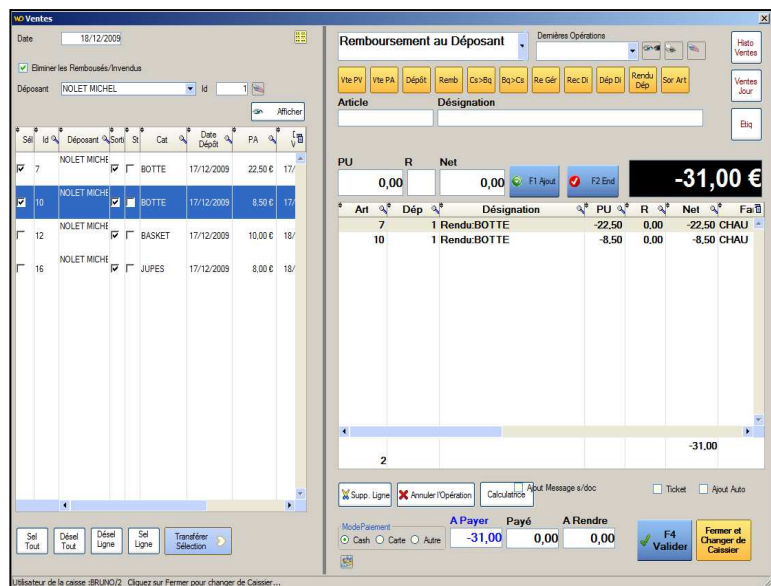 WD Ventes
Date 18/12/2009
Eliminer les Rembousés/Invendus
Déposant NOLET MICHEL Id 1
Afficher
Sél Id Déposant Sorti St Cat Date Dépôt PA
7 NOLET MICHE BOTTE 17/12/2009 22,50 € 17/
10 NOLET MICHE BOTTE 17/12/2009 8,50 € 17/
12 NOLET MICHE BASKET 17/12/2009 10,00 € 18/
16 NOLET MICHE JUPES 17/12/2009 8,00 € 18/
Sel Tout Désel Tout Désel Ligne Sel Ligne Transférer Sélection
Remboursement au Déposant Dernières Opérations
Histo Ventes
Vte PV Vte PA Dépôt Remb Cs>Bq Bq>Cs Re Gér Rec Di Dép Di Rendu Dép Sor Art
Ventes Jour
Article Désignation
Etiq
PU R Net
0,00 0,00 F1 Ajout F2 End -31,00 €
Art Dép Désignation PU R Net Fa
7 1 Rendu:BOTTE -22,50 0,00 -22,50 CHAU
10 1 Rendu:BOTTE -8,50 0,00 -8,50 CHAU
-31,00
2
Supp. Ligne Annuler l'Opération Calculatrice Ajout Message s/doc Ticket Ajout Auto
Mode Paiement A Payer Payé A Rendre
Cash Carte Autre -31,00 0,00 0,00 F4 Valider Fermer et Changer de Caissier
Utilisateur de la caisse :BRUNO/2 Cliquez sur Fermer pour changer de Caissier...